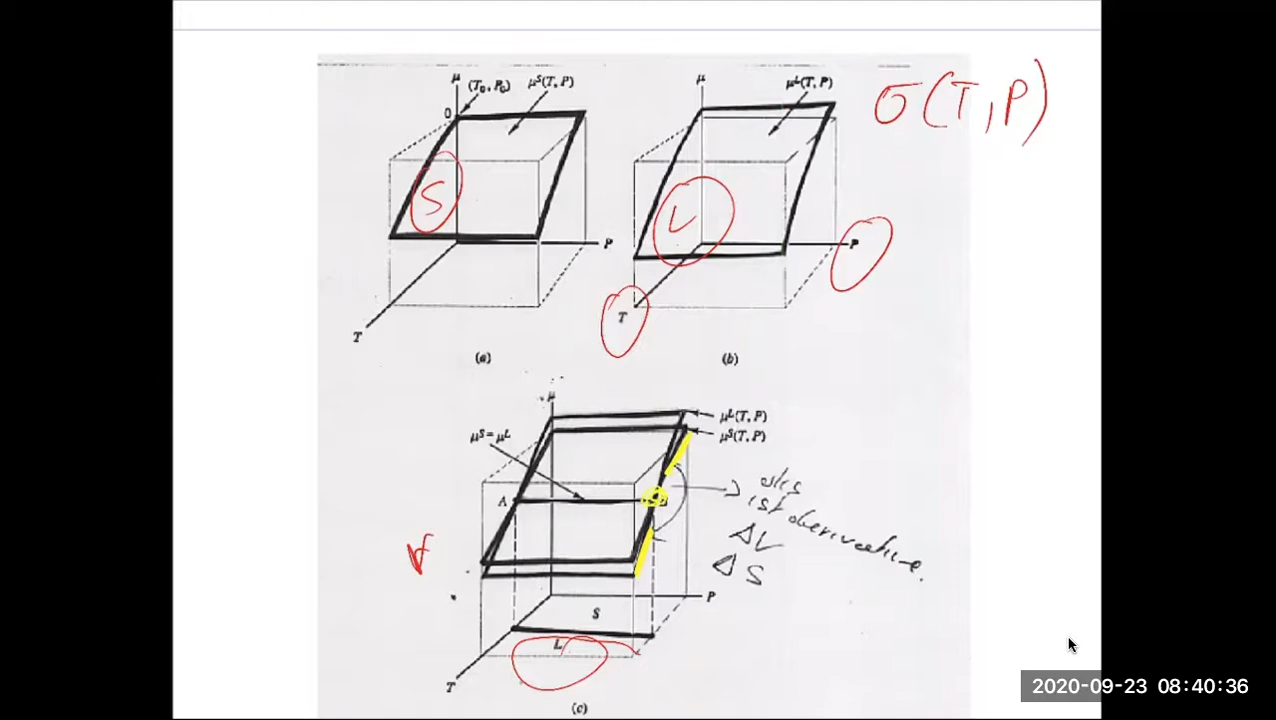 μ
(T₀, P₀)
μˢ(T, P)
0
S
P
T
(a)
μ
μᴸ(T, P)
σ(T, P)
L
P
T
(b)
μ
μᴸ(T, P)
μˢ(T, P)
μˢ = μᴸ
A
1st derivative.
ΔV
ΔS
P
S
L
T
(c)
2020-09-23 08:40:36